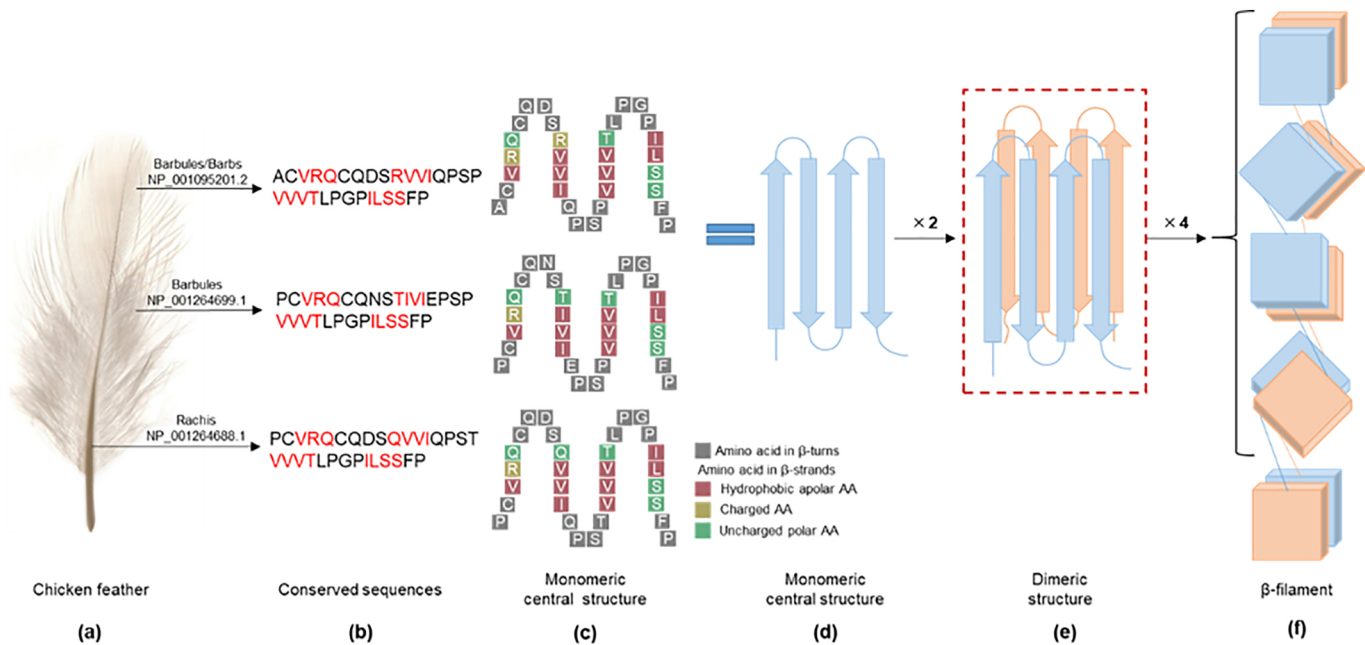 Barbules/Barbs
NP_001095201.2
ACVRQCQDSRVVIQPSP
VVVTLPGPILSSFP
Barbules
NP_001264699.1
PCVRQCQNSTIVIEPSP
VVVTLPGPILSSFP
Rachis
NP_001264688.1
PCVRQCQDSQVVIQPST
VVVTLPGPILSSFP
A C V R Q C Q D S R V V I Q P S P V V V T L P G P I L S S F P
P C V R Q C Q N S T I V I E P S P V V V T L P G P I L S S F P
P C V R Q C Q D S Q V V I Q P S T V V V T L P G P I L S S F P
Amino acid in β-turns
Amino acid in β-strands
Hydrophobic apolar AA
Charged AA
Uncharged polar AA
× 2
× 4
Chicken feather
(a)
Conserved sequences
(b)
Monomeric
central structure
(c)
Monomeric
central structure
(d)
Dimeric
structure
(e)
β-filament
(f)